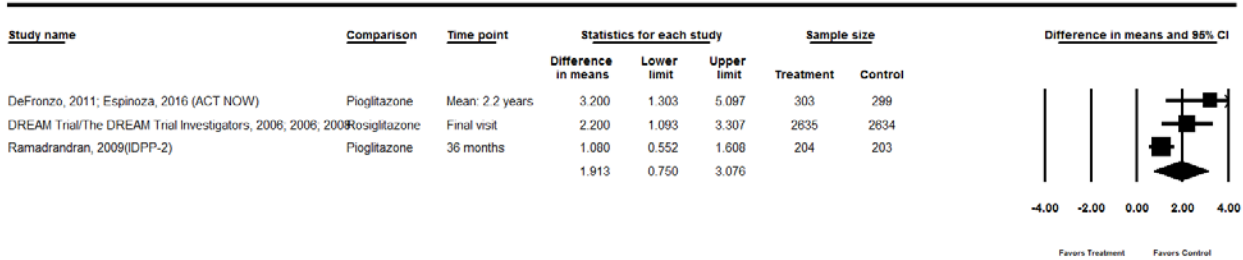 Study name Comparison Time point Statistics for each study Sample size Difference in means and 95% CI
Difference in means Lower limit Upper limit Treatment Control
DeFronzo, 2011; Espinoza, 2016 (ACT NOW) Pioglitazone Mean: 2.2 years 3.200 1.303 5.097 303 299
DREAM Trial/The DREAM Trial Investigators, 2006; 2006; 2008 Rosiglitazone Final visit 2.200 1.093 3.307 2635 2634
Ramadrandran, 2009(IDPP-2) Pioglitazone 36 months 1.080 0.552 1.608 204 203
1.913 0.750 3.076
-4.00 -2.00 0.00 2.00 4.00
Favors Treatment Favors Control